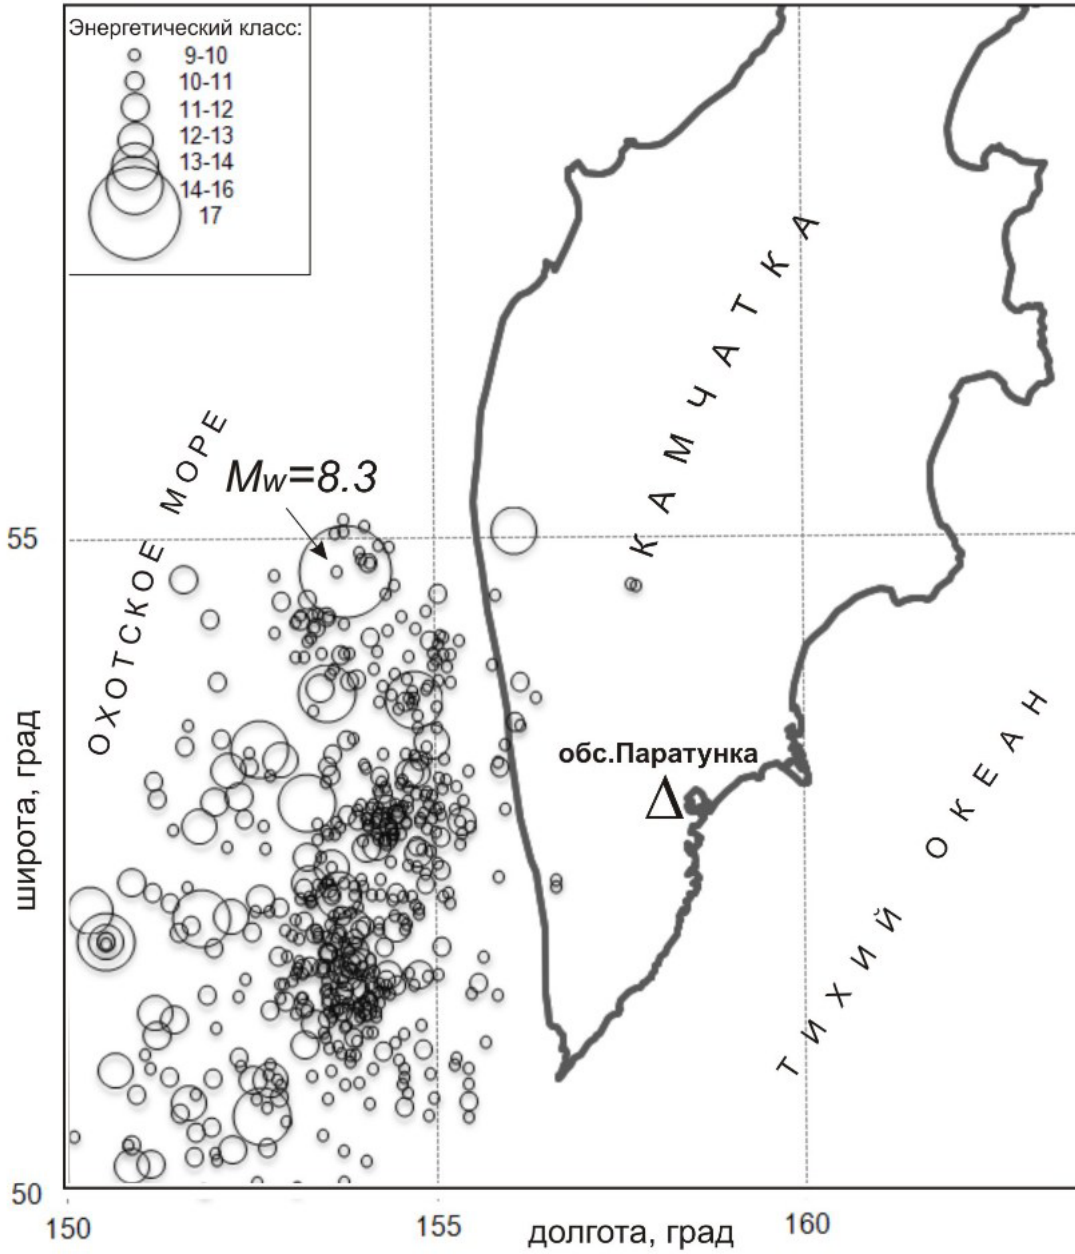 Энергетический класс:
9-10
10-11
11-12
12-13
13-14
14-16
17
КАМЧАТКА
ОХОТСКОЕ МОРЕ
Mw=8.3
55
обс.Паратунка
широта, град
ТИХИЙ ОКЕАН
50
150
155
160
долгота, град